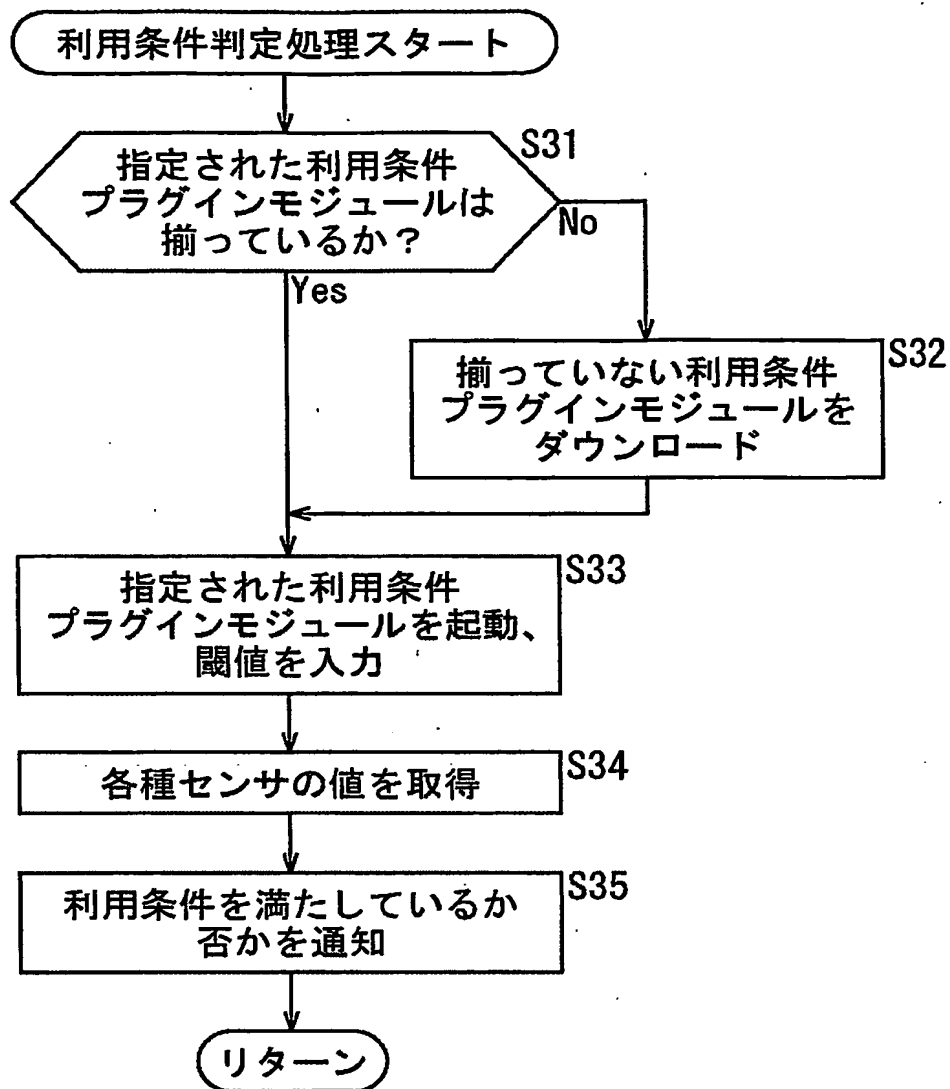 利用条件判定処理スタート
S31
指定された利用条件
プラグインモジュールは
揃っているか?
No
Yes
S32
揃っていない利用条件
プラグインモジュールを
ダウンロード
S33
指定された利用条件
プラグインモジュールを起動、
閾値を入力
S34
各種センサの値を取得
S35
利用条件を満たしているか
否かを通知
リターン